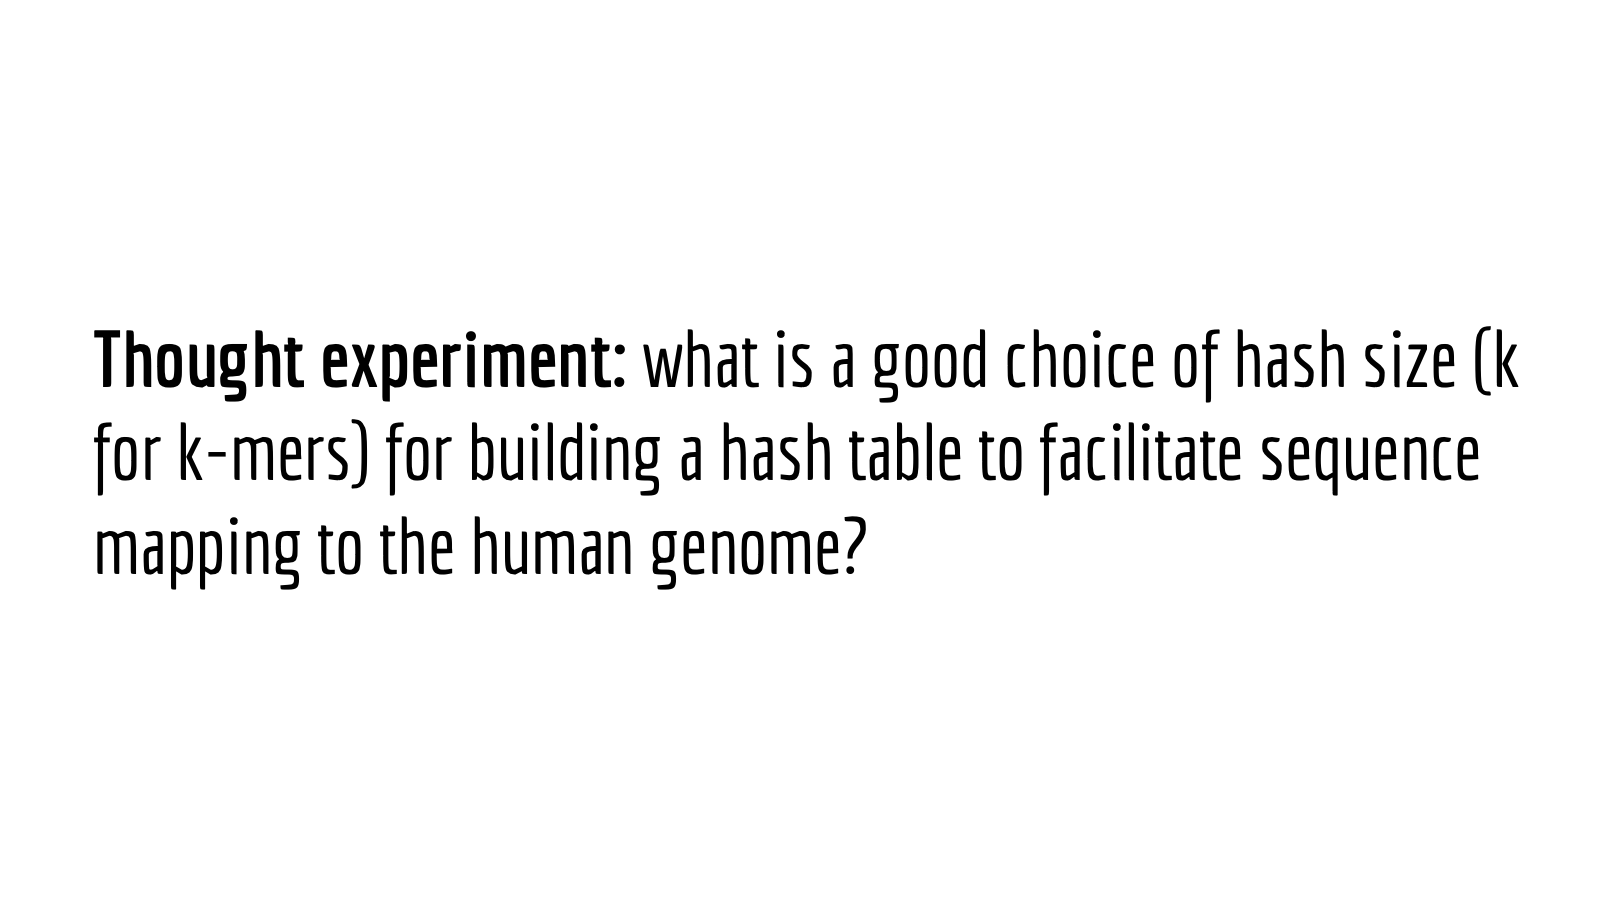 Thought experiment: what is a good choice of hash size (k
for k-mers) for building a hash table to facilitate sequence
mapping to the human genome?